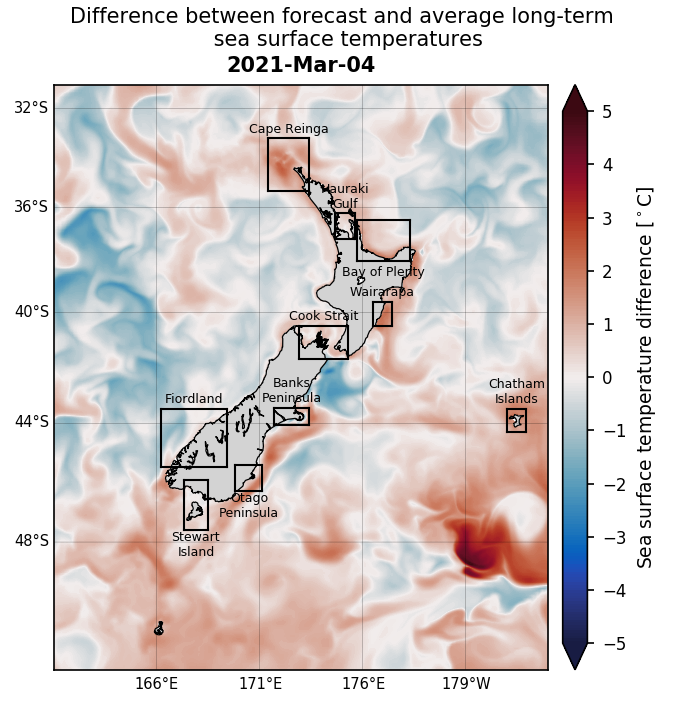 Difference between forecast and average long-term
sea surface temperatures
2021-Mar-04
32°S
36°S
40°S
44°S
48°S
Cape Reinga
Hauraki
Gulf
Bay of Plenty
Wairarapa
Cook Strait
Banks
Peninsula
Fiordland
Chatham
Islands
Otago
Peninsula
Stewart
Island
166°E
171°E
176°E
179°W
5
4
3
2
1
0
−1
−2
−3
−4
−5
Sea surface temperature difference [°C]